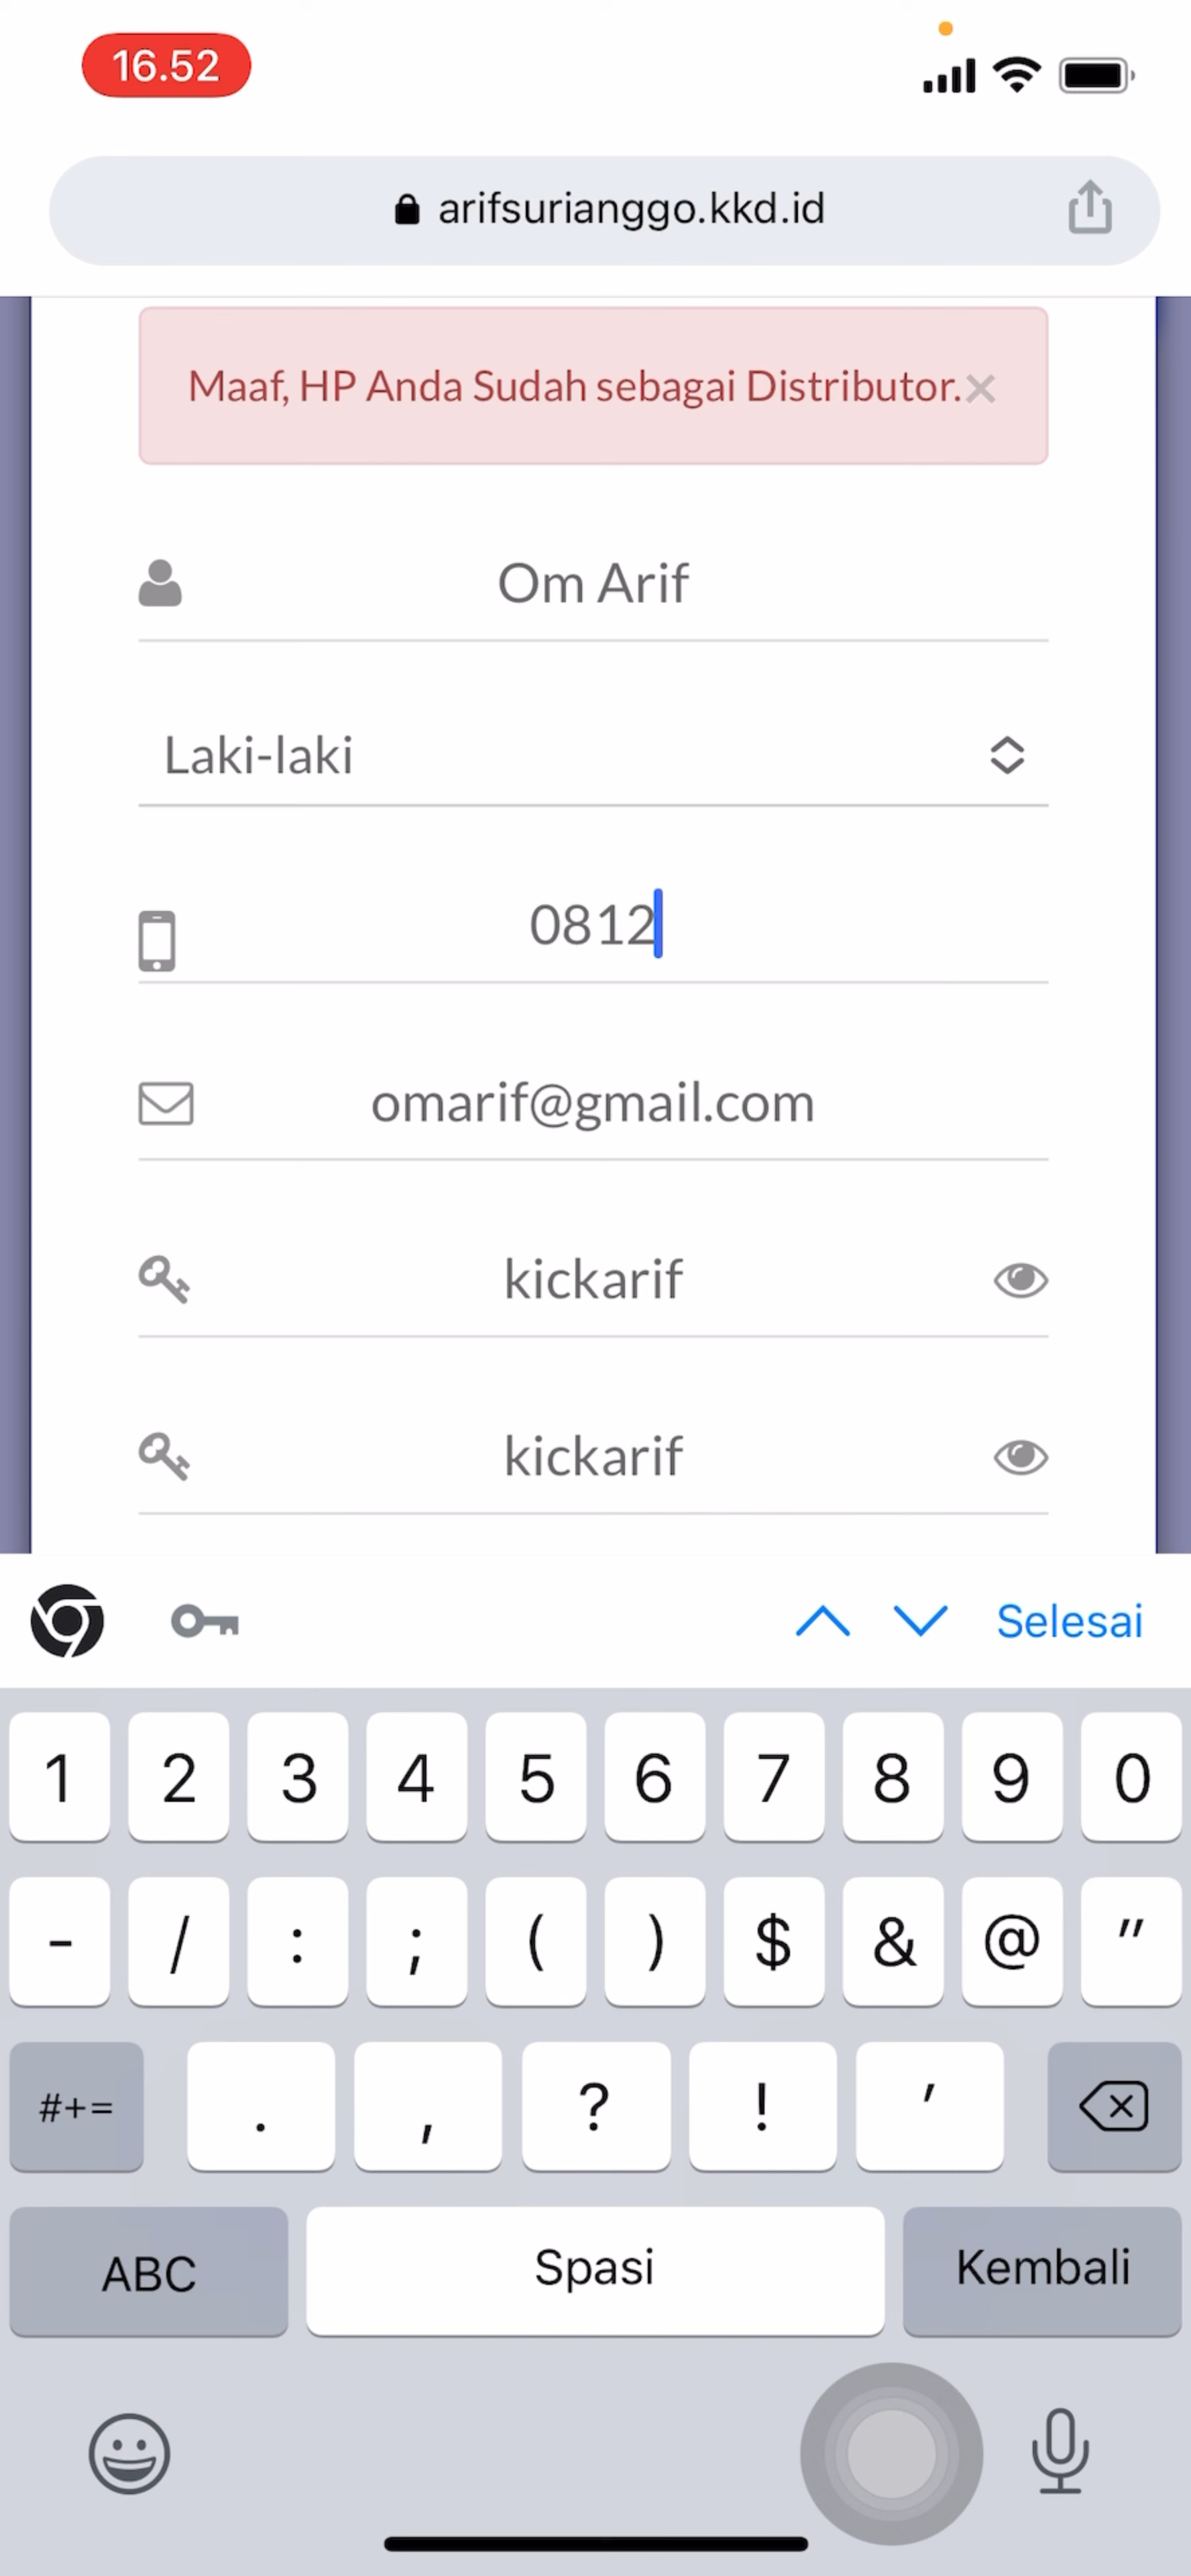 16.52
arifsurianggo.kkd.id
Maaf, HP Anda Sudah sebagai Distributor. ×
Om Arif
Laki-laki
0812
omarif@gmail.com
kickarif
kickarif
Selesai
1 2 3 4 5 6 7 8 9 0
- / : ; ( ) $ & @ "
#+= . , ? ! '
ABC Spasi Kembali